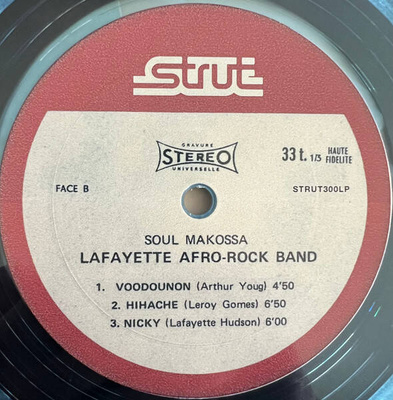 strut
GRAVURE
STEREO
UNIVERSELLE
33 t. 1/3 HAUTE FIDELITE
FACE B
STRUT300LP
SOUL MAKOSSA
LAFAYETTE AFRO-ROCK BAND
1. VOODOUNON (Arthur Youg) 4'50
2. HIHACHE (Leroy Gomes) 6'50
3. NICKY (Lafayette Hudson) 6'00